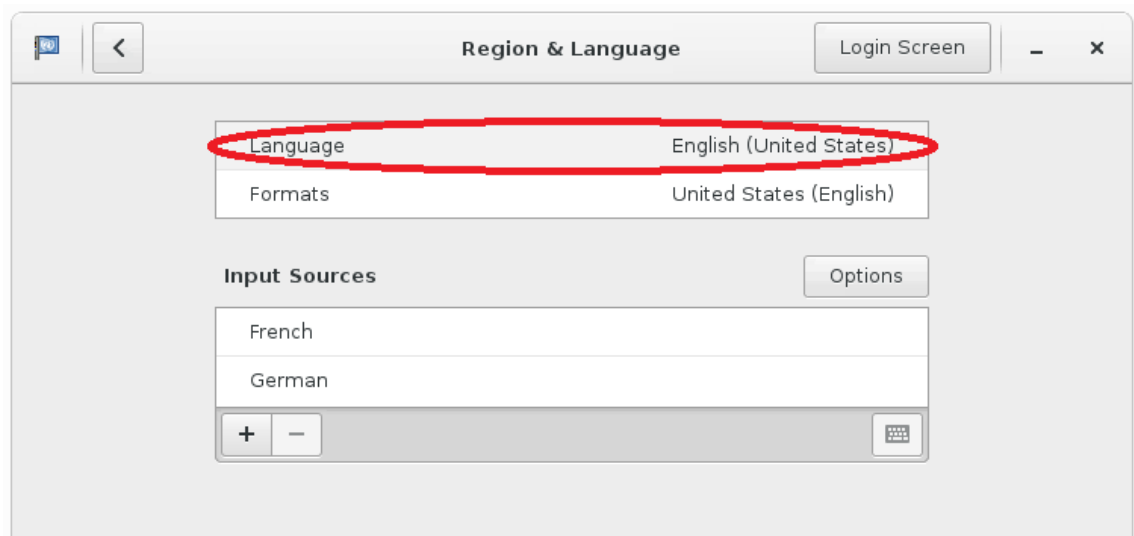 Region & Language Login Screen
Language English (United States)
Formats United States (English)
Input Sources Options
French
German